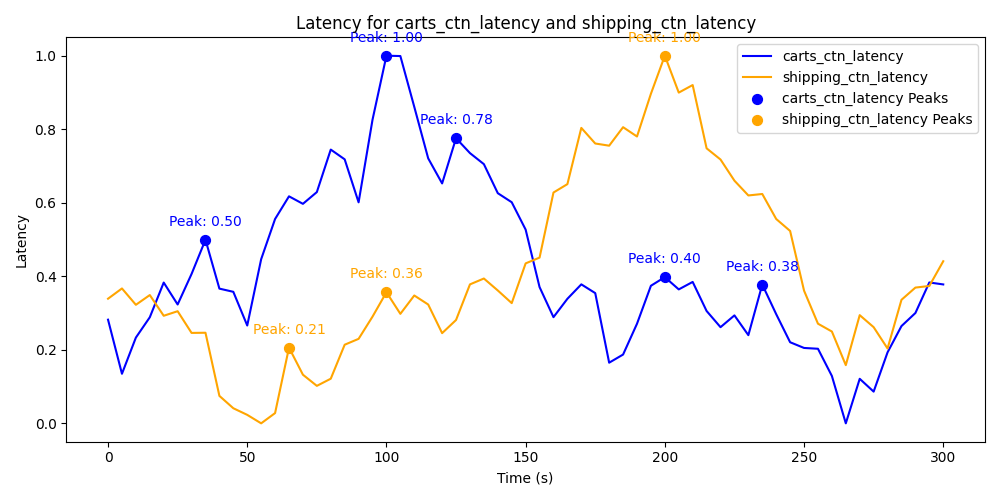 Latency for carts_ctn_latency and shipping_ctn_latency
Peak: 1.00
Peak: 1.00
carts_ctn_latency
shipping_ctn_latency
carts_ctn_latency Peaks
shipping_ctn_latency Peaks
Peak: 0.78
Peak: 0.50
Peak: 0.36
Peak: 0.40
Peak: 0.38
Peak: 0.21
Latency
1.0
0.8
0.6
0.4
0.2
0.0
0
50
100
150
200
250
300
Time (s)